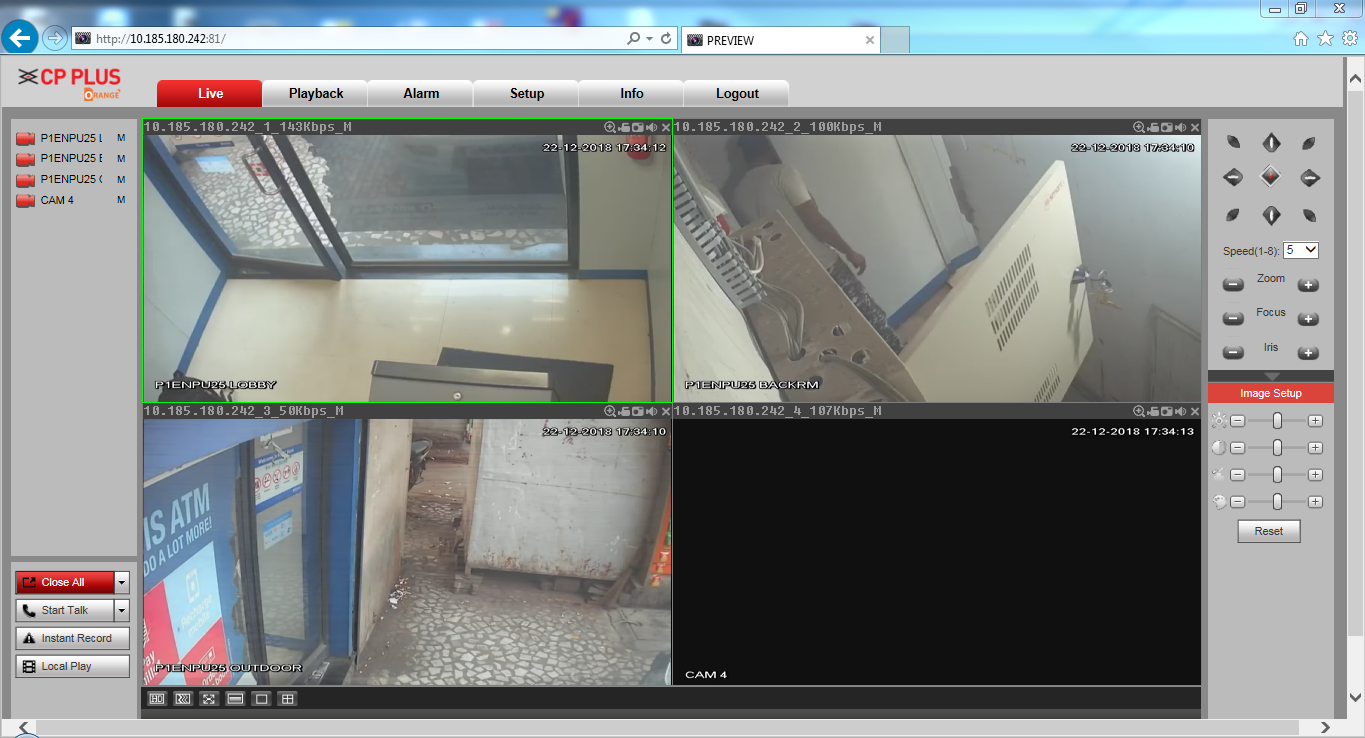 http://10.185.180.242:81/
PREVIEW
CP PLUS
ORANGE
Live Playback Alarm Setup Info Logout
P1ENPU25 L M
P1ENPU25 B M
P1ENPU25 O M
CAM 4 M
Close All
Start Talk
Instant Record
Local Play
10.185.180.242_1_143Kbps_M
22-12-2018 17:34:12
P1ENPU25 LOBBY
10.185.180.242_2_100Kbps_M
22-12-2018 17:34:10
P1ENPU25 BACKRM
10.185.180.242_3_50Kbps_M
22-12-2018 17:34:10
IS ATM
DO A LOT MORE!
Recharge
mobile
Pay
P1ENPU25 OUTDOOR
10.185.180.242_4_107Kbps_M
22-12-2018 17:34:13
CAM 4
Speed(1-8): 5
Zoom
Focus
Iris
Image Setup
Reset